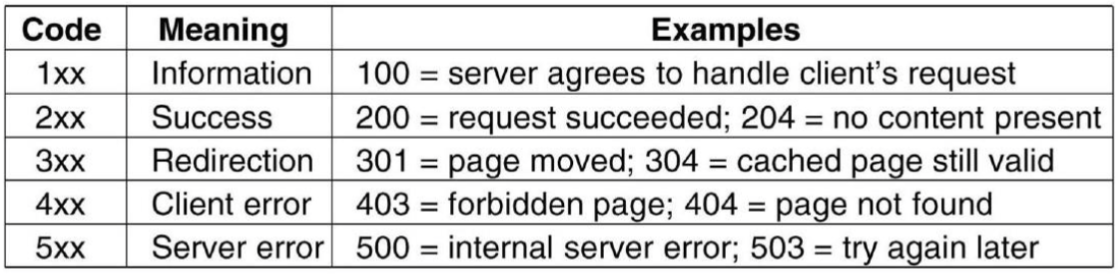 Code Meaning Examples
1xx Information 100 = server agrees to handle client's request
2xx Success 200 = request succeeded; 204 = no content present
3xx Redirection 301 = page moved; 304 = cached page still valid
4xx Client error 403 = forbidden page; 404 = page not found
5xx Server error 500 = internal server error; 503 = try again later